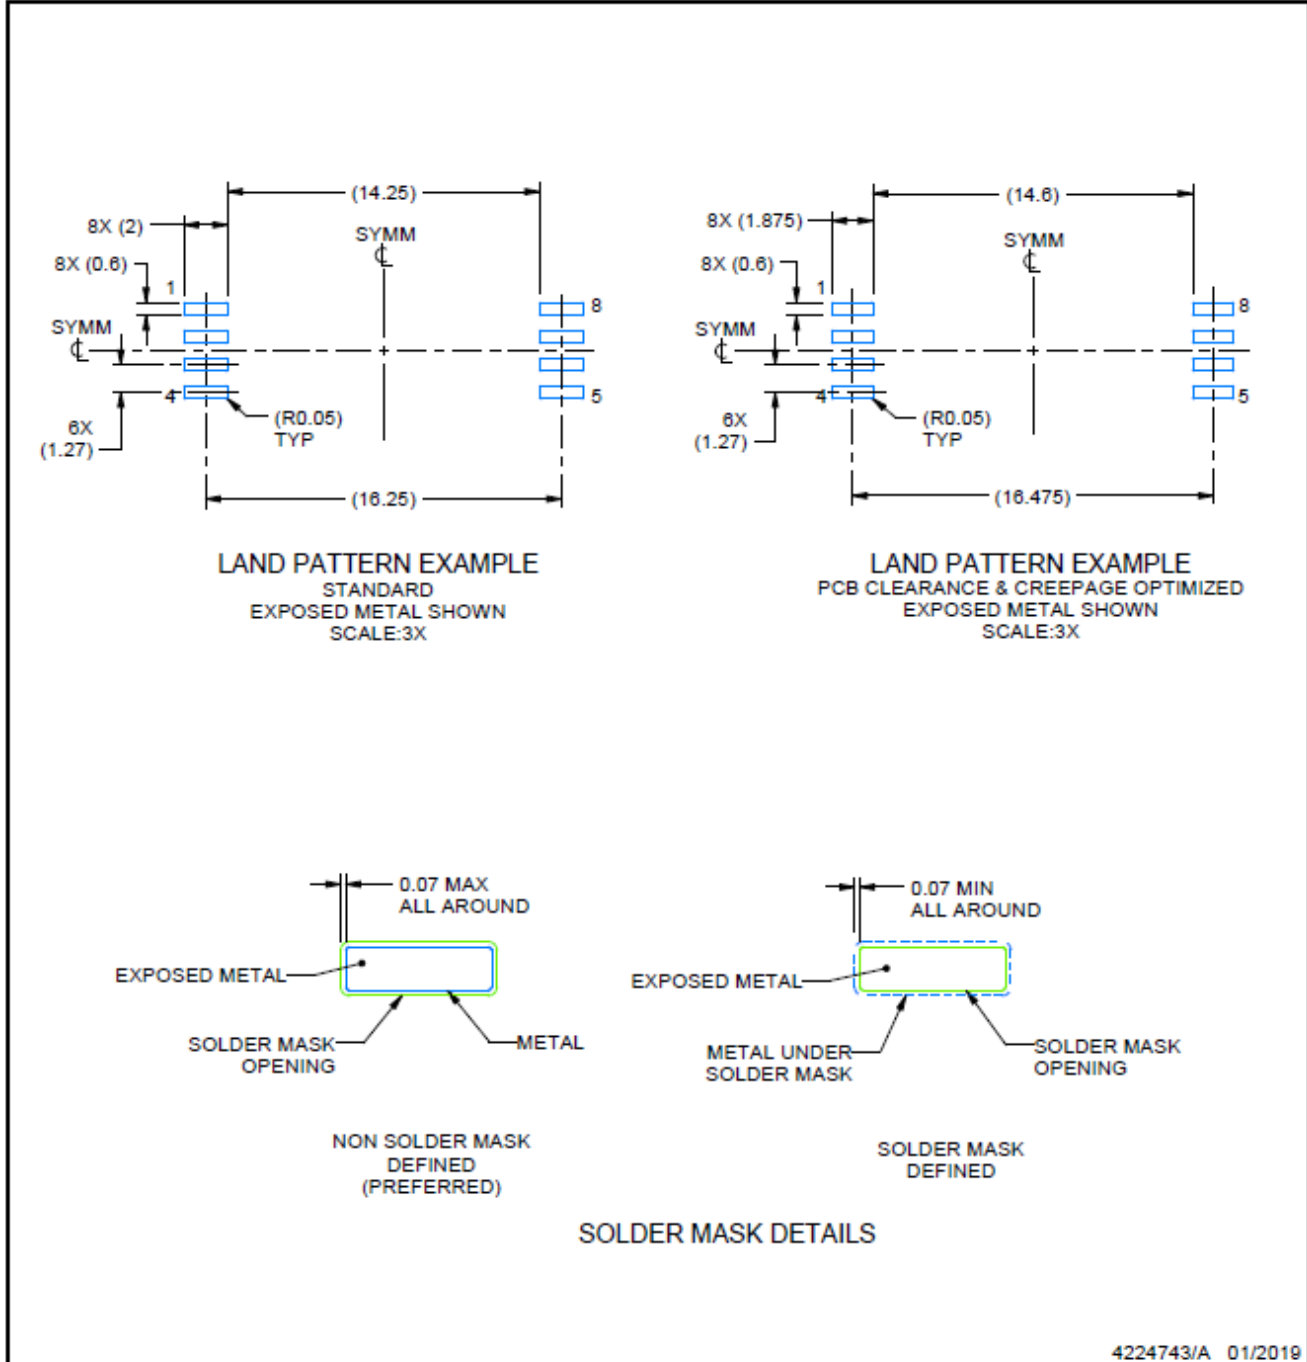 (14.25)
8X (2)
SYMM
8X (0.6)
1
8
SYMM
4
5
(R0.05)
TYP
6X
(1.27)
(16.25)
LAND PATTERN EXAMPLE
STANDARD
EXPOSED METAL SHOWN
SCALE:3X
(14.6)
8X (1.875)
SYMM
8X (0.6)
1
8
SYMM
4
5
(R0.05)
TYP
6X
(1.27)
(16.475)
LAND PATTERN EXAMPLE
PCB CLEARANCE & CREEPAGE OPTIMIZED
EXPOSED METAL SHOWN
SCALE:3X
0.07 MAX
ALL AROUND
EXPOSED METAL
SOLDER MASK
OPENING
METAL
NON SOLDER MASK
DEFINED
(PREFERRED)
0.07 MIN
ALL AROUND
EXPOSED METAL
METAL UNDER
SOLDER MASK
SOLDER MASK
OPENING
SOLDER MASK
DEFINED
SOLDER MASK DETAILS
4224743/A 01/2019